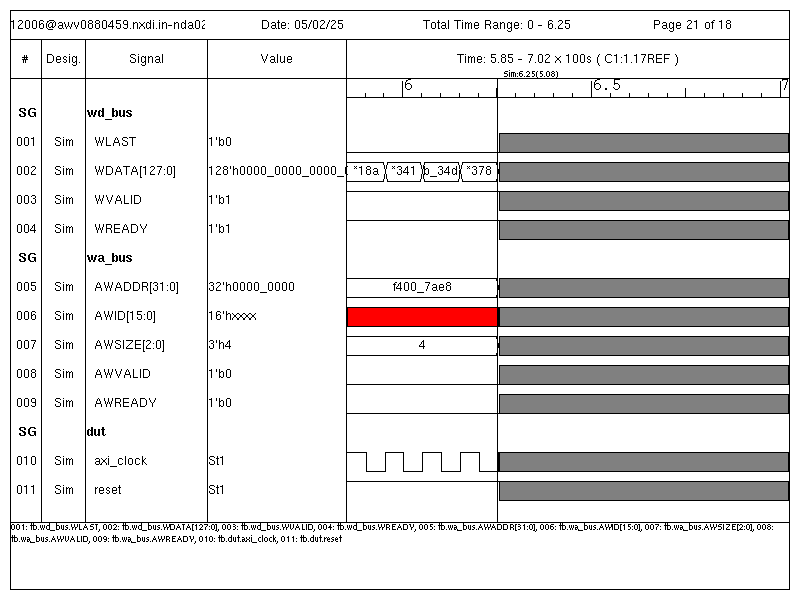 12006@awv0880459.nxdi.in-nda02 Date: 05/02/25 Total Time Range: 0 - 6.25 Page 21 of 18
# Desig. Signal Value Time: 5.85 - 7.02 x 100s ( C1:1.17REF )
Sim:6.25(5.08)
6 6.5 7
SG wd_bus
001 Sim WLAST 1'b0
002 Sim WDATA[127:0] 128'h0000_0000_0000_ *18a *341 b_34d *378
003 Sim WVALID 1'b1
004 Sim WREADY 1'b1
SG wa_bus
005 Sim AWADDR[31:0] 32'h0000_0000 f400_7ae8
006 Sim AWID[15:0] 16'hxxxx
007 Sim AWSIZE[2:0] 3'h4 4
008 Sim AWVALID 1'b0
009 Sim AWREADY 1'b0
SG dut
010 Sim axi_clock St1
011 Sim reset St1
001: tb.wd_bus.WLAST, 002: tb.wd_bus.WDATA[127:0], 003: tb.wd_bus.WVALID, 004: tb.wd_bus.WREADY, 005: tb.wa_bus.AWADDR[31:0], 006: tb.wa_bus.AWID[15:0], 007: tb.wa_bus.AWSIZE[2:0], 008:
tb.wa_bus.AWVALID, 009: tb.wa_bus.AWREADY, 010: tb.dut.axi_clock, 011: tb.dut.reset